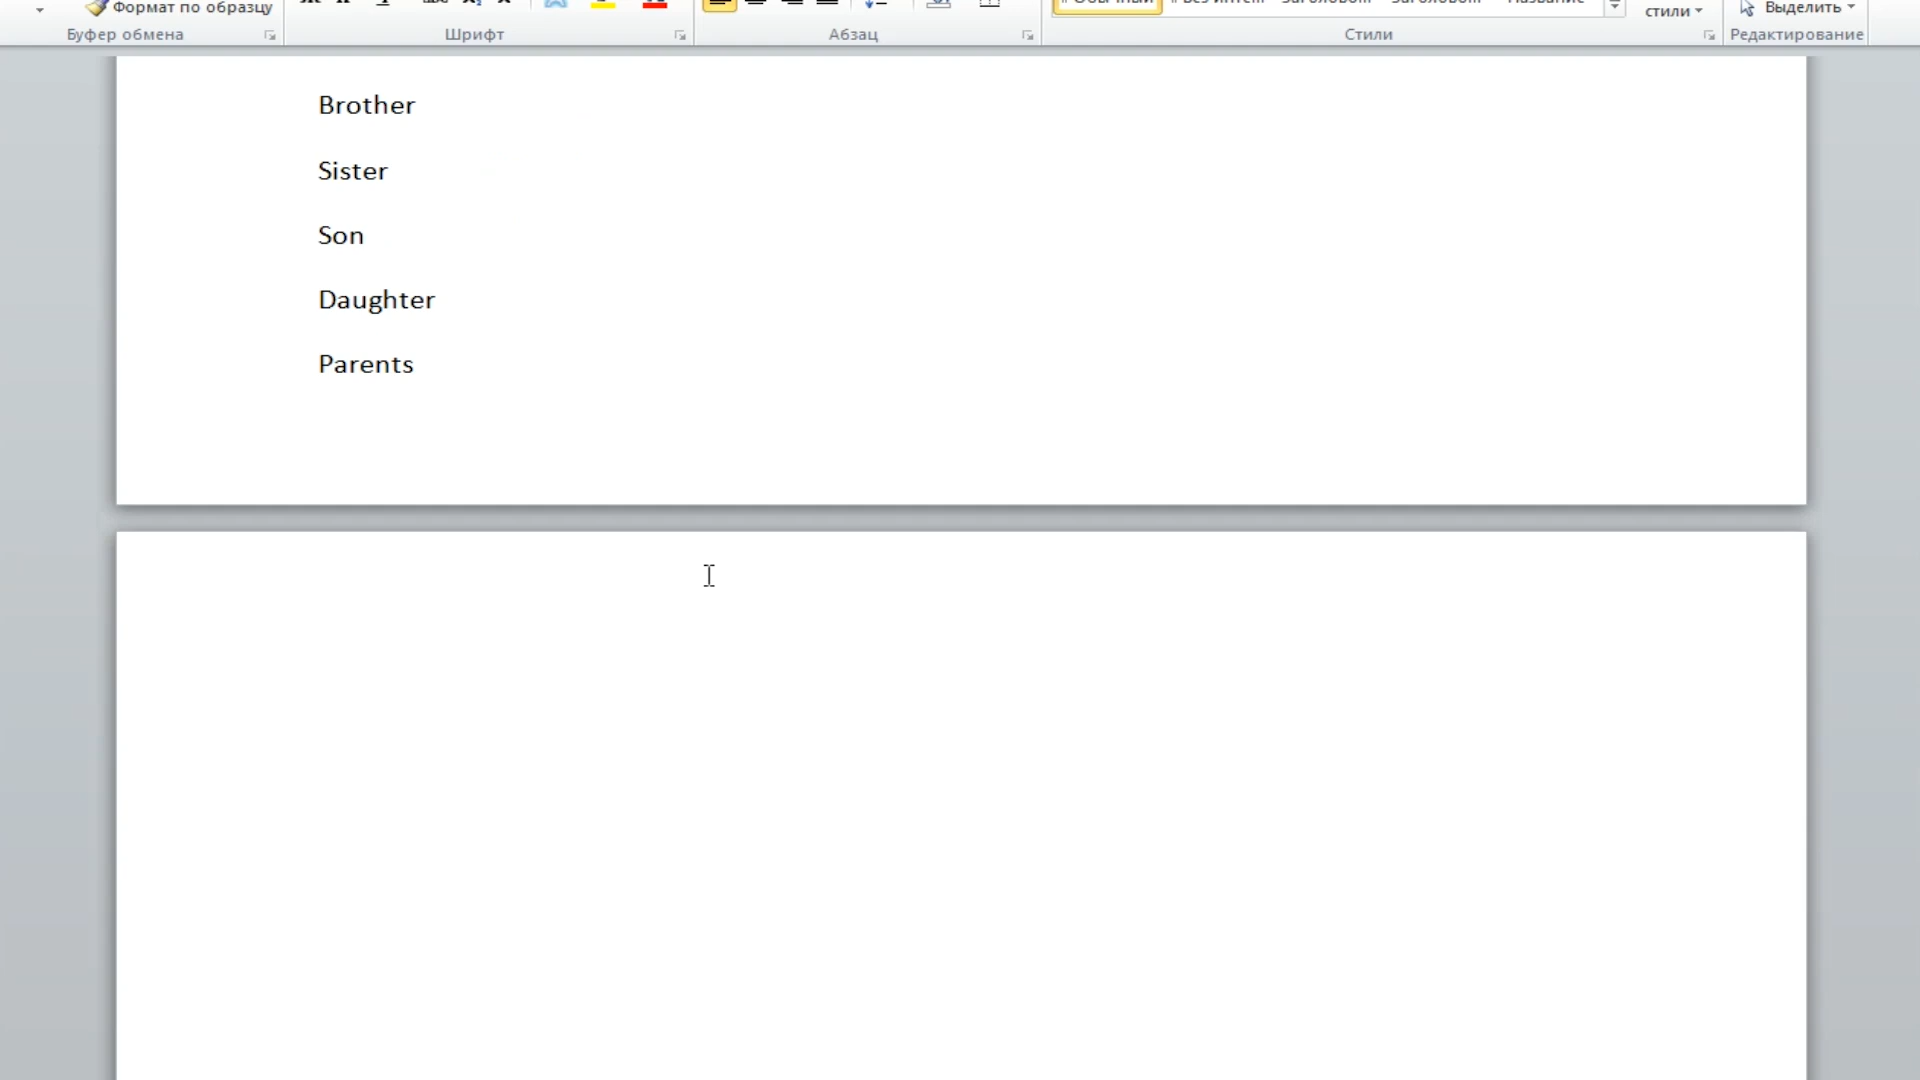 Формат по образцу
стили
Выделить
Буфер обмена
Шрифт
Абзац
Стили
Редактирование
Brother
Sister
Son
Daughter
Parents